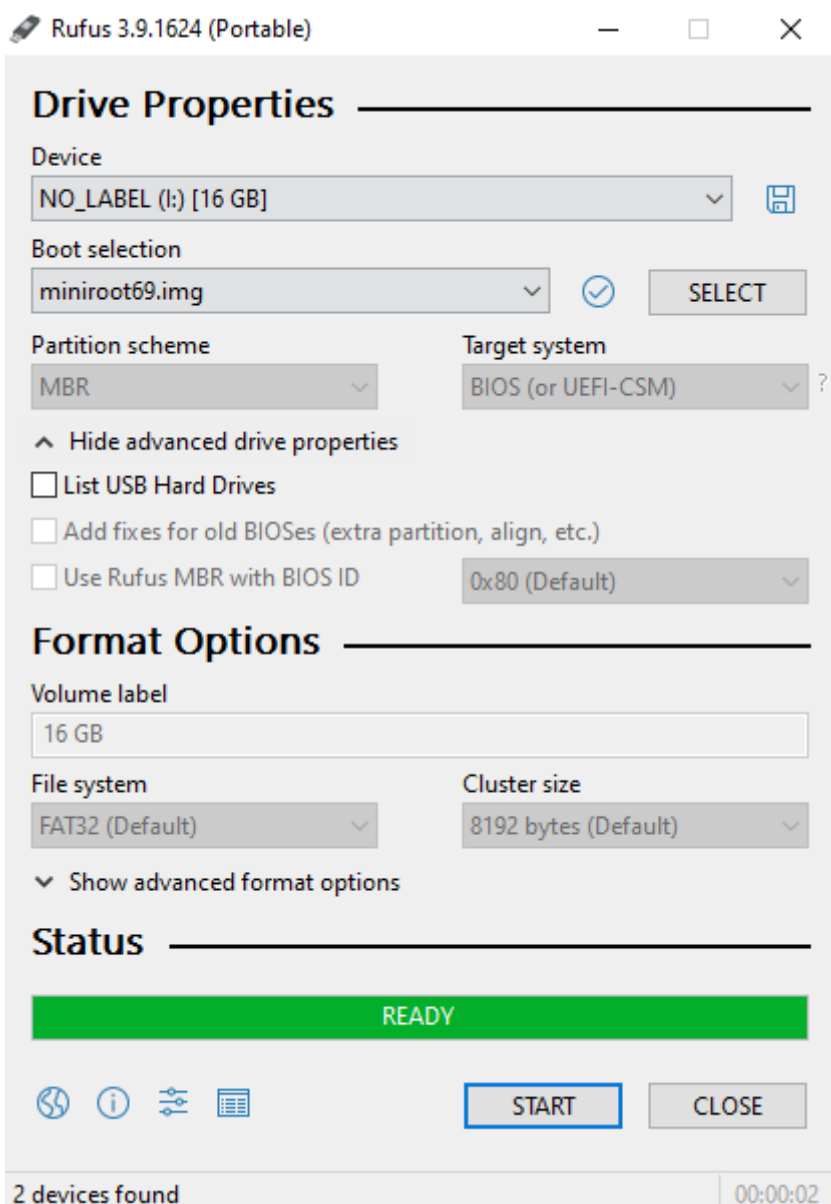 Rufus 3.9.1624 (Portable)
Drive Properties
Device
NO_LABEL (I:) [16 GB]
Boot selection
miniroot69.img
SELECT
Partition scheme
Target system
MBR
BIOS (or UEFI-CSM)
?
Hide advanced drive properties
List USB Hard Drives
Add fixes for old BIOSes (extra partition, align, etc.)
Use Rufus MBR with BIOS ID
0x80 (Default)
Format Options
Volume label
16 GB
File system
Cluster size
FAT32 (Default)
8192 bytes (Default)
Show advanced format options
Status
READY
START
CLOSE
2 devices found
00:00:02